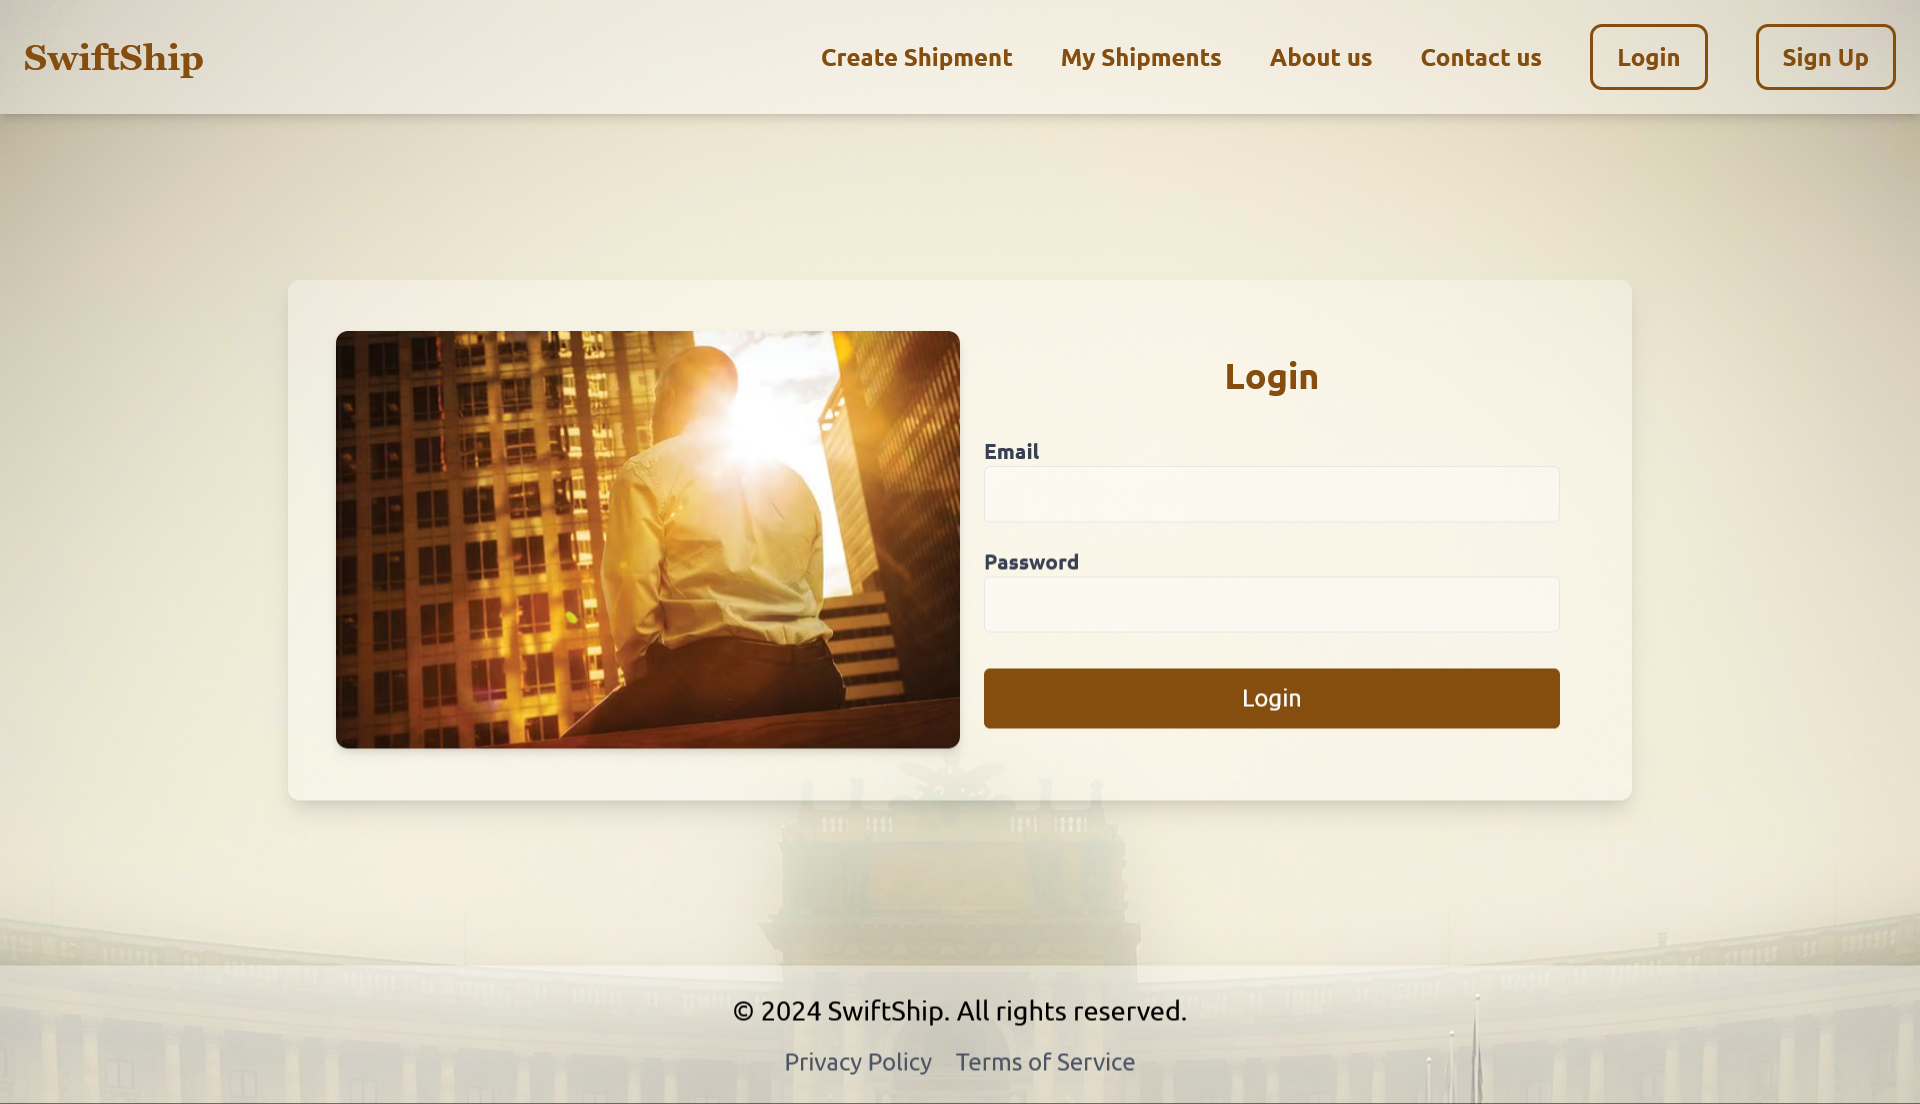 SwiftShip
Create Shipment
My Shipments
About us
Contact us
Login
Sign Up
Login
Email
Password
Login
© 2024 SwiftShip. All rights reserved.
Privacy Policy
Terms of Service